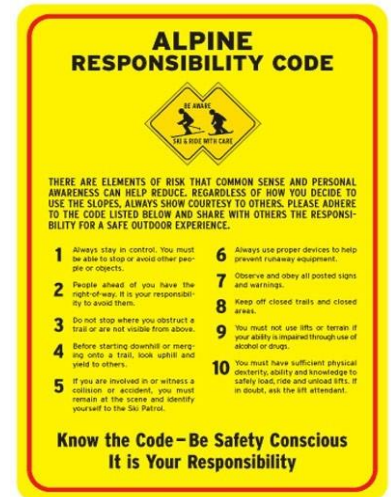 ALPINE
RESPONSIBILITY CODE
BE AWARE
SKI & RIDE WITH CARE
THERE ARE ELEMENTS OF RISK THAT COMMON SENSE AND PERSONAL
AWARENESS CAN HELP REDUCE. REGARDLESS OF HOW YOU DECIDE TO
USE THE SLOPES, ALWAYS SHOW COURTESY TO OTHERS. PLEASE ADHERE
TO THE CODE LISTED BELOW AND SHARE WITH OTHERS THE RESPONSI-
BILITY FOR A SAFE OUTDOOR EXPERIENCE.
1 Always stay in control. You must
be able to stop or avoid other peo-
ple or objects.
2 People ahead of you have the
right-of-way. It is your responsibil-
ity to avoid them.
3 Do not stop where you obstruct a
trail or are not visible from above.
4 Before starting downhill or merg-
ing onto a trail, look uphill and
yield to others.
5 If you are involved in or witness a
collision or accident, you must
remain at the scene and identify
yourself to the Ski Patrol.
6 Always use proper devices to help
prevent runaway equipment.
7 Observe and obey all posted signs
and warnings.
8 Keep off closed trails and closed
areas.
9 You must not use lifts or terrain if
your ability is impaired through use of
alcohol or drugs.
10 You must have sufficient physical
dexterity, ability and knowledge to
safely load, ride and unload lifts. If
in doubt, ask the lift attendant.
Know the Code – Be Safety Conscious
It is Your Responsibility